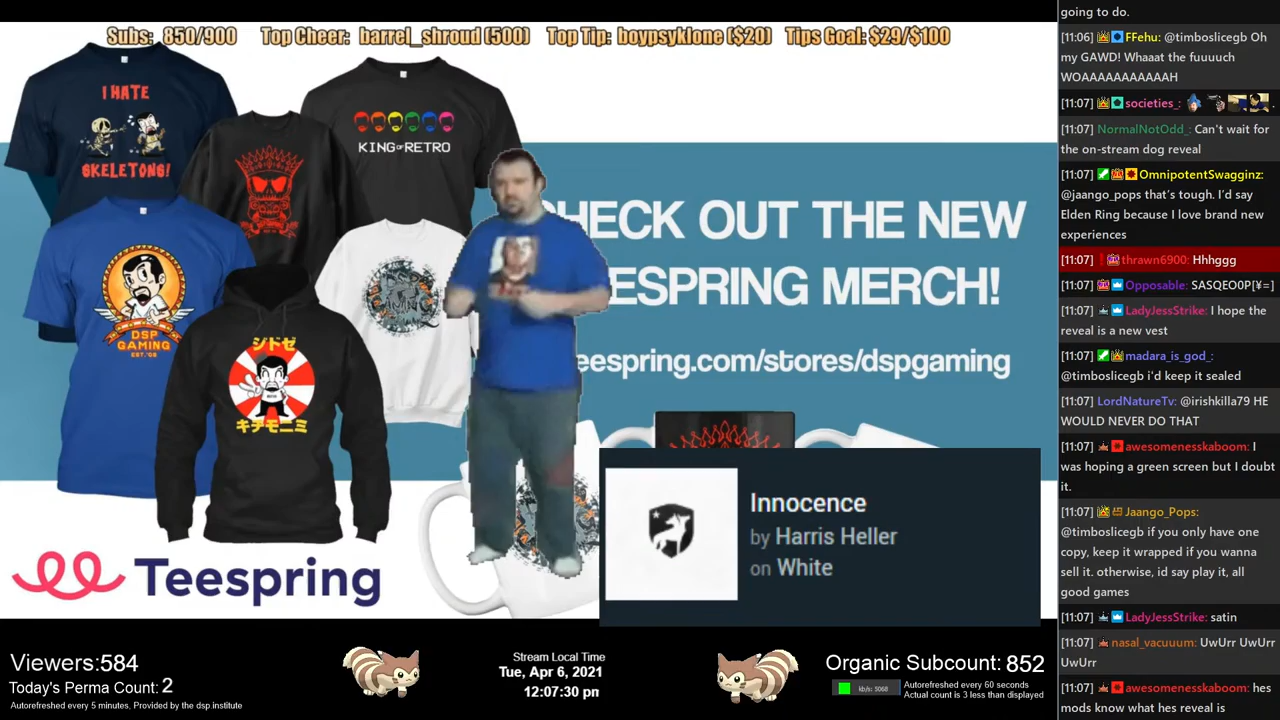 Subs: 850/900 Top Cheer: barrel_shroud (500) Top Tip: boypsyklone ($20) Tips Goal: $29/$100
I HATE
SKELETONS!
KING OF RETRO
DSP
GAMING
EST./08
シドゼ
キチモニミ
HECK OUT THE NEW
ESPRING MERCH!
eespring.com/stores/dspgaming
Teespring
Innocence
by Harris Heller
on White
Viewers:584
Today's Perma Count: 2
Autorefreshed every 5 minutes. Provided by the dsp institute
Stream Local Time
Tue, Apr 6, 2021
12:07:30 pm
Organic Subcount: 852
kb/s: 3068
Autorefreshed every 60 seconds
Actual count is 3 less than displayed
going to do.
[11:06] FFehu: @timboslicegb Oh
my GAWD! Whaaat the fuuuuch
WOAAAAAAAAAAH
[11:07] societies_:
[11:07] NormalNotOdd_: Can't wait for
the on-stream dog reveal
[11:07] OmnipotentSwagginz:
@jaango_pops that's tough. I'd say
Elden Ring because I love brand new
experiences
[11:07] thrawn6900: Hhhggg
[11:07] Opposable: SASQEO0P[¥=]
[11:07] LadyJessStrike: I hope the
reveal is a new vest
[11:07] madara_is_god_:
@timboslicegb i'd keep it sealed
[11:07] LordNatureTv: @irishkilla79 HE
WOULD NEVER DO THAT
[11:07] awesomenesskaboom: I
was hoping a green screen but I doubt
it.
[11:07] Jaango_Pops:
@timboslicegb if you only have one
copy, keep it wrapped if you wanna
sell it. otherwise, id say play it, all
good games
[11:07] LadyJessStrike: satin
[11:07] nasal_vacuuum: UwUrr UwUrr
UwUrr
[11:07] awesomenesskaboom: hes
mods know what hes reveal is